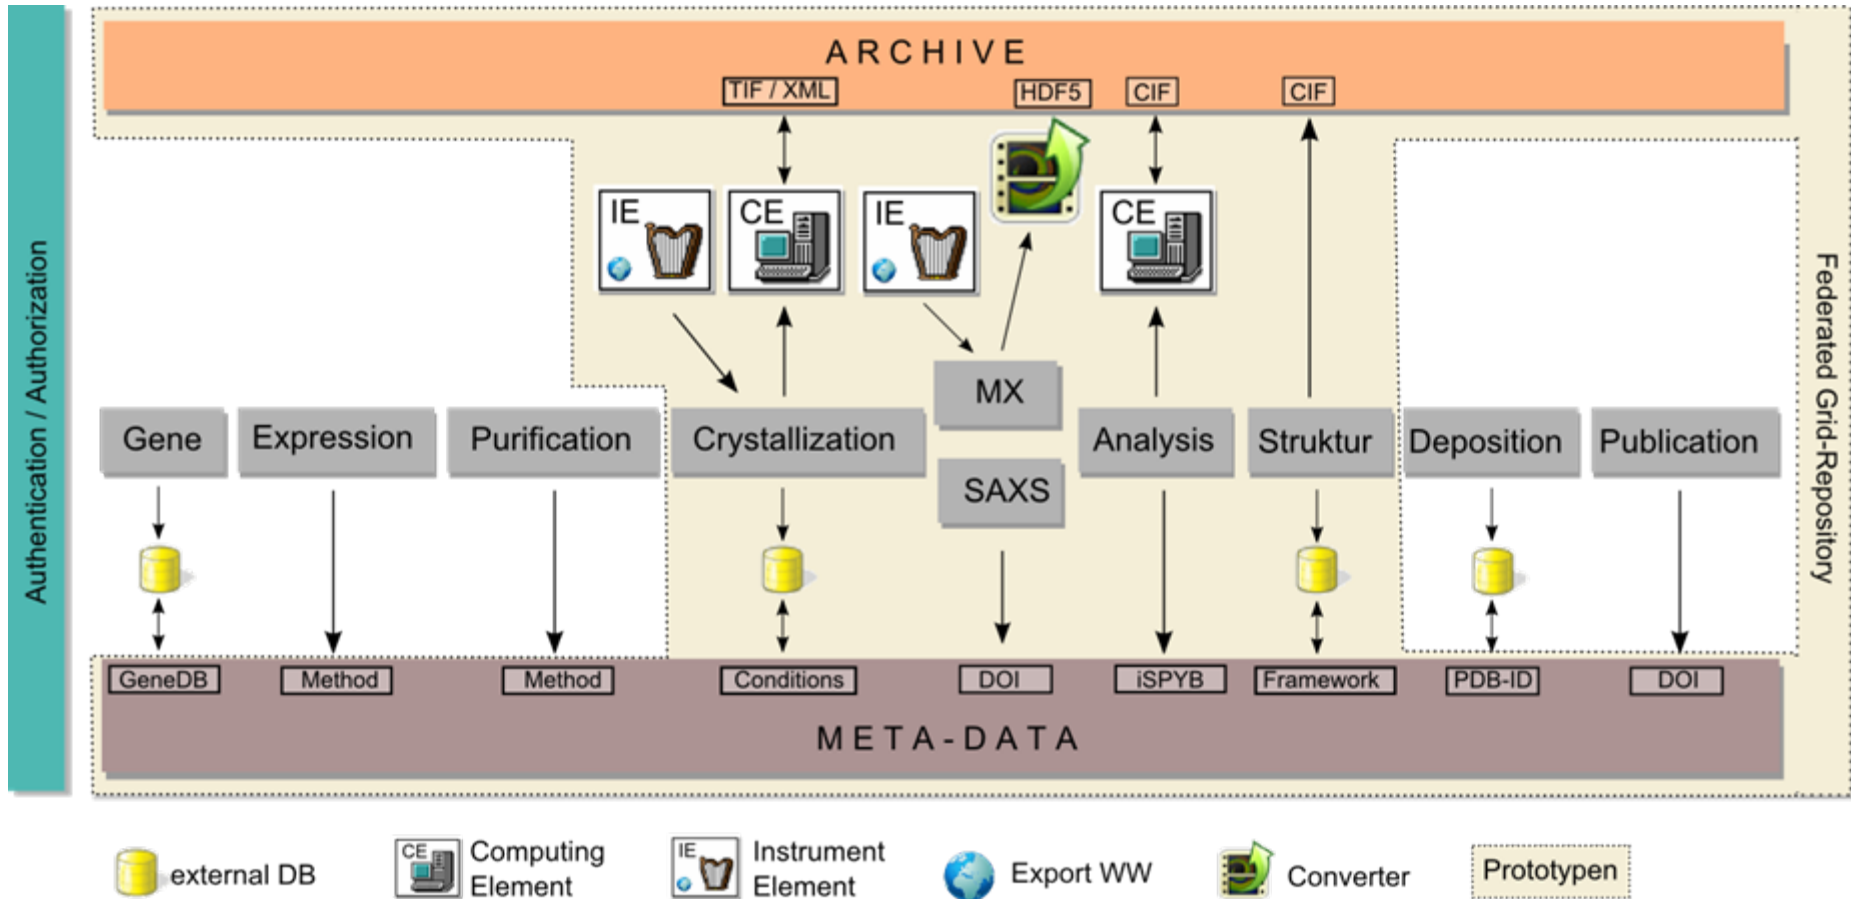 ARCHIVE
TIF / XML
HDF5
CIF
CIF
IE
CE
IE
CE
Authentication / Authorization
Federated Grid-Repository
MX
Gene
Expression
Purification
Crystallization
Analysis
Struktur
Deposition
Publication
SAXS
GeneDB
Method
Method
Conditions
DOI
iSPYB
Framework
PDB-ID
DOI
META-DATA
external DB
CE
Computing
Element
IE
Instrument
Element
Export WW
Converter
Prototypen